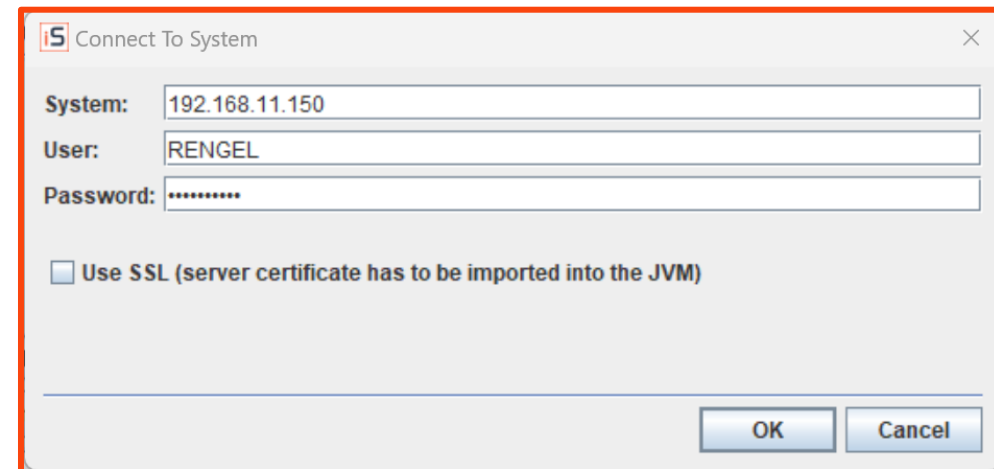 iS Connect To System
System: 192.168.11.150
User: RENGEL
Password: ••••••••••
Use SSL (server certificate has to be imported into the JVM)
OK Cancel